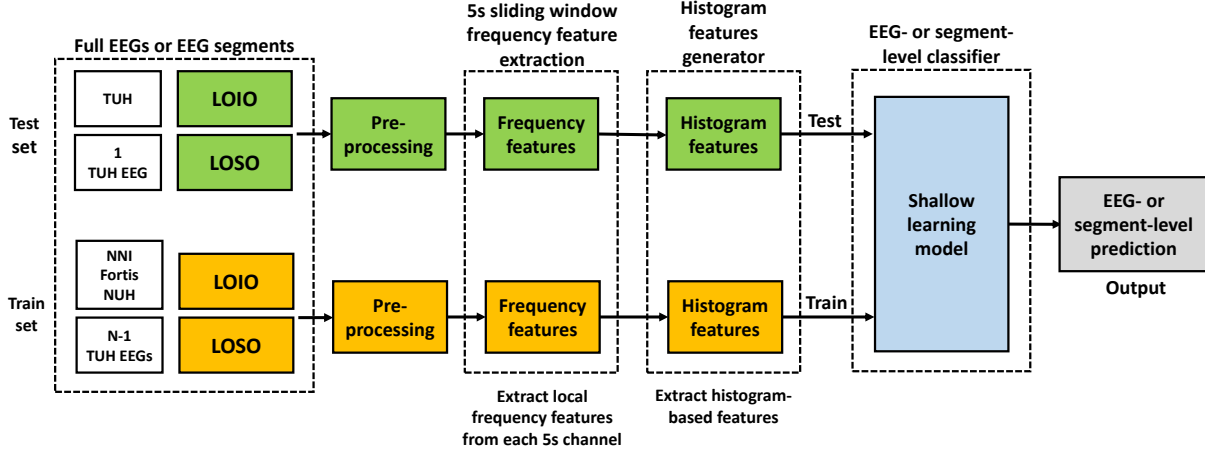 Full EEGs or EEG segments
5s sliding window
frequency feature
extraction
Histogram
features
generator
EEG- or segment-
level classifier
Test
set
TUH
LOIO
1
TUH EEG
LOSO
Pre-
processing
Frequency
features
Histogram
features
Test
Shallow
learning
model
EEG- or
segment-level
prediction
Output
Train
set
NNI
Fortis
NUH
LOIO
N-1
TUH EEGs
LOSO
Pre-
processing
Frequency
features
Histogram
features
Train
Extract local
frequency features
from each 5s channel
Extract histogram-
based features